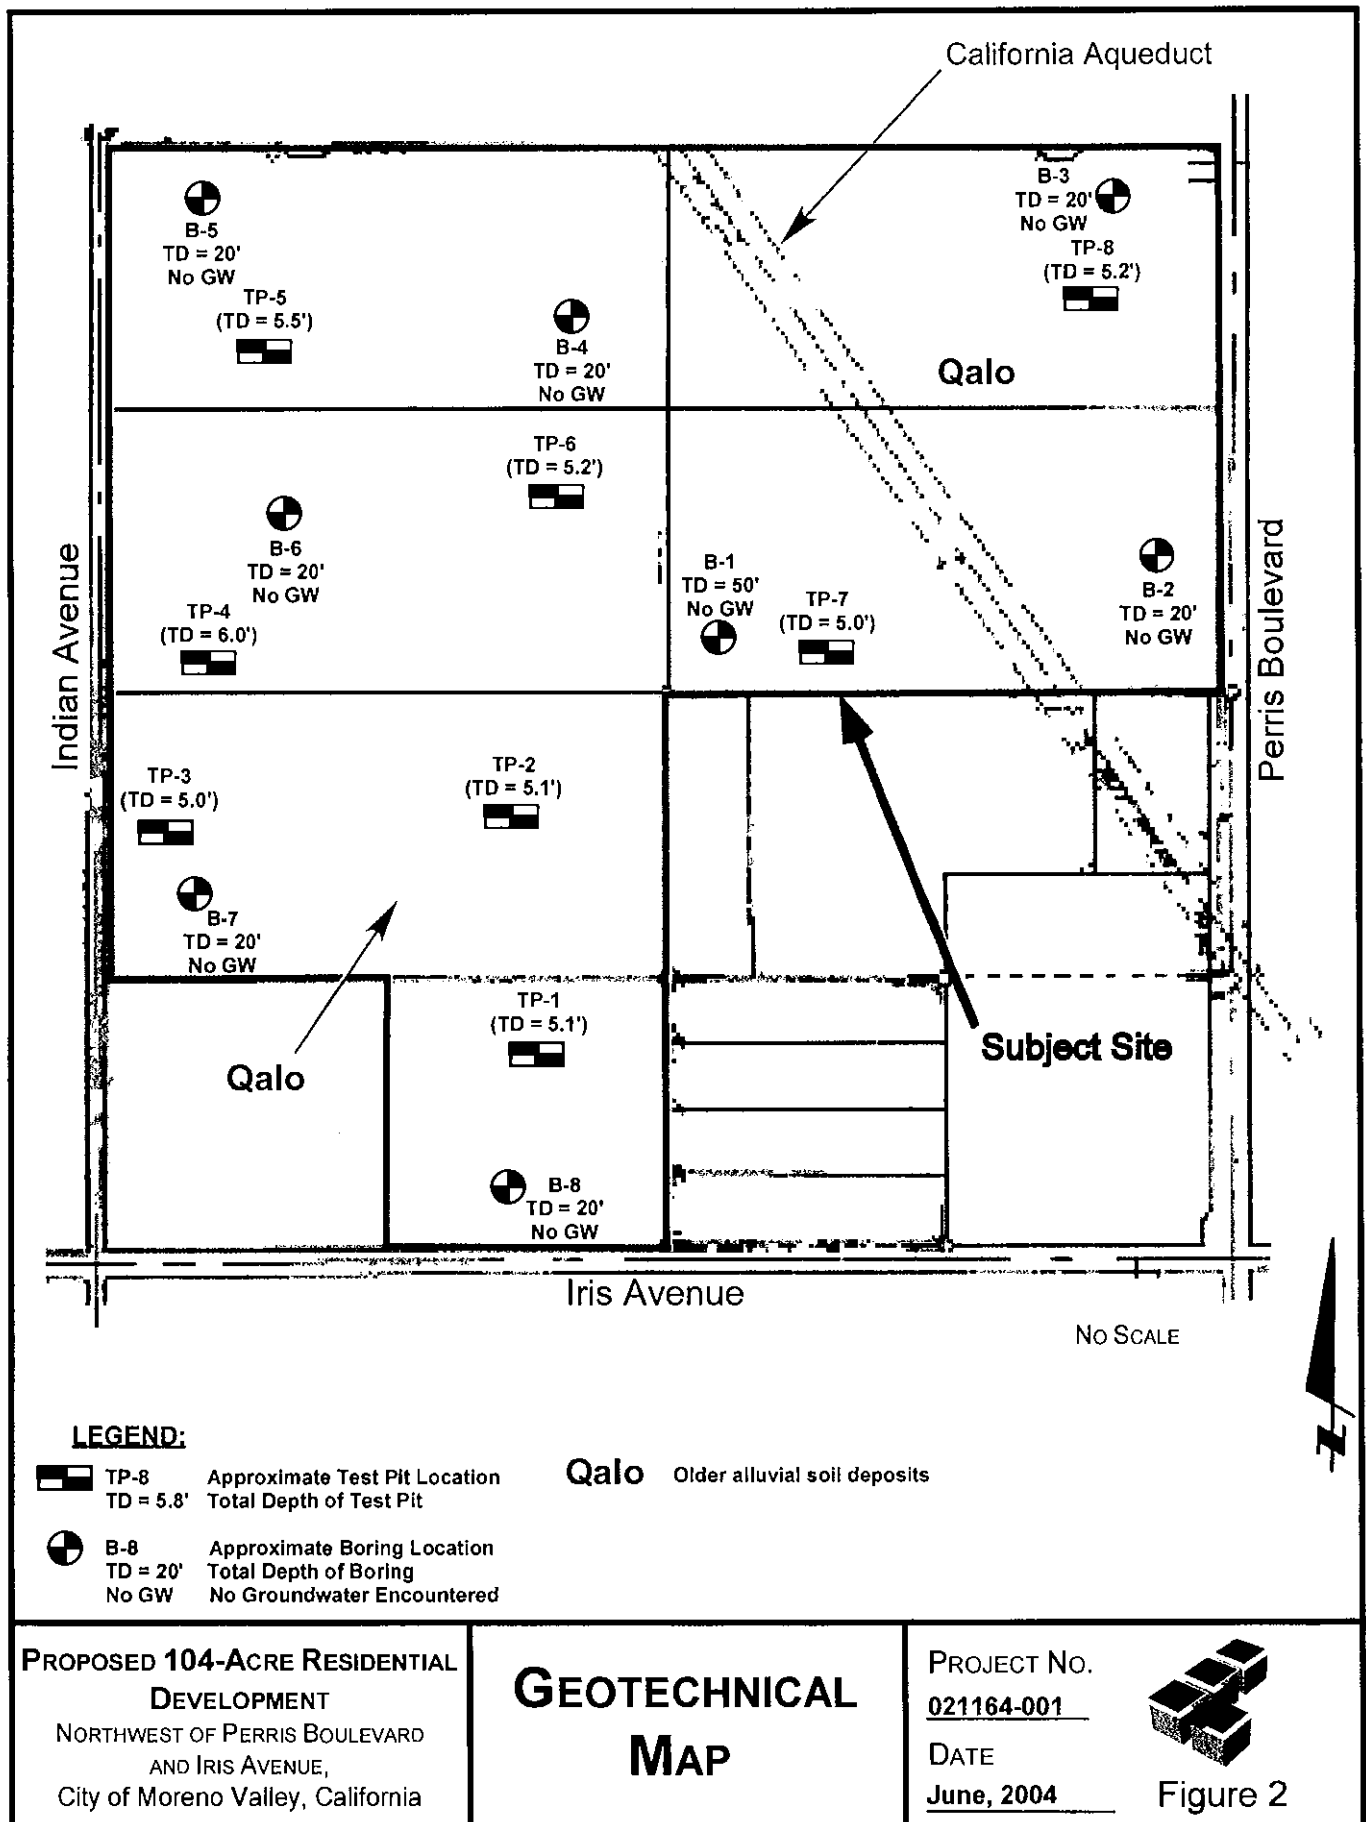 California Aqueduct
B-5
TD = 20'
No GW
TP-5
(TD = 5.5')
B-4
TD = 20'
No GW
B-3
TD = 20'
No GW
TP-8
(TD = 5.2')
Qalo
TP-6
(TD = 5.2')
B-6
TD = 20'
No GW
TP-4
(TD = 6.0')
B-1
TD = 50'
No GW
TP-7
(TD = 5.0')
B-2
TD = 20'
No GW
Indian Avenue
Perris Boulevard
TP-3
(TD = 5.0')
TP-2
(TD = 5.1')
B-7
TD = 20'
No GW
TP-1
(TD = 5.1')
Qalo
Subject Site
B-8
TD = 20'
No GW
Iris Avenue
NO SCALE
N
LEGEND:
TP-8 Approximate Test Pit Location
TD = 5.8' Total Depth of Test Pit
Qalo Older alluvial soil deposits
B-8 Approximate Boring Location
TD = 20' Total Depth of Boring
No GW No Groundwater Encountered
PROPOSED 104-ACRE RESIDENTIAL
DEVELOPMENT
NORTHWEST OF PERRIS BOULEVARD
AND IRIS AVENUE,
City of Moreno Valley, California
GEOTECHNICAL
MAP
PROJECT NO.
021164-001
DATE
June, 2004
Figure 2